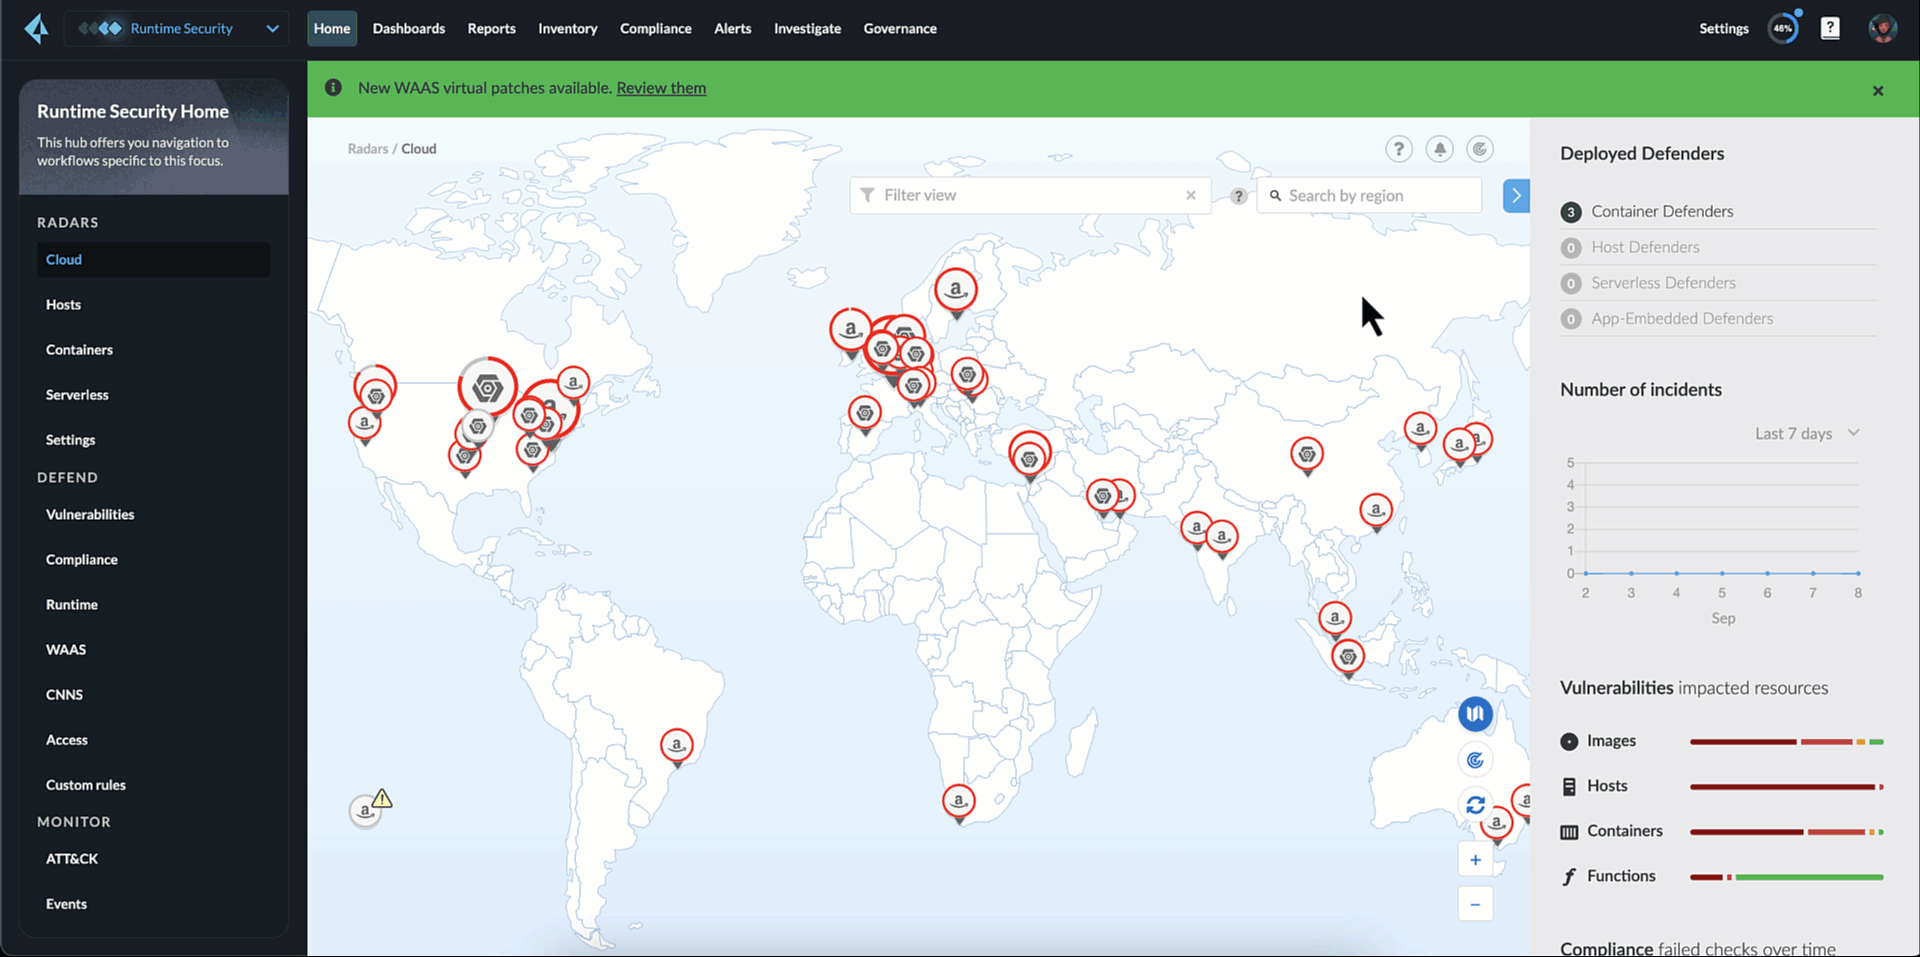 Runtime Security
Home
Dashboards
Reports
Inventory
Compliance
Alerts
Investigate
Governance
Settings
46%
?
Runtime Security Home
This hub offers you navigation to
workflows specific to this focus.
RADARS
Cloud
Hosts
Containers
Serverless
Settings
DEFEND
Vulnerabilities
Compliance
Runtime
WAAS
CNNS
Access
Custom rules
MONITOR
ATT&CK
Events
New WAAS virtual patches available. Review them
Radars / Cloud
?
Filter view
?
Search by region
Deployed Defenders
3 Container Defenders
0 Host Defenders
0 Serverless Defenders
0 App-Embedded Defenders
Number of incidents
Last 7 days
5
4
3
2
1
0
2 3 4 5 6 7 8
Sep
Vulnerabilities impacted resources
Images
Hosts
Containers
Functions
Compliance failed checks over time